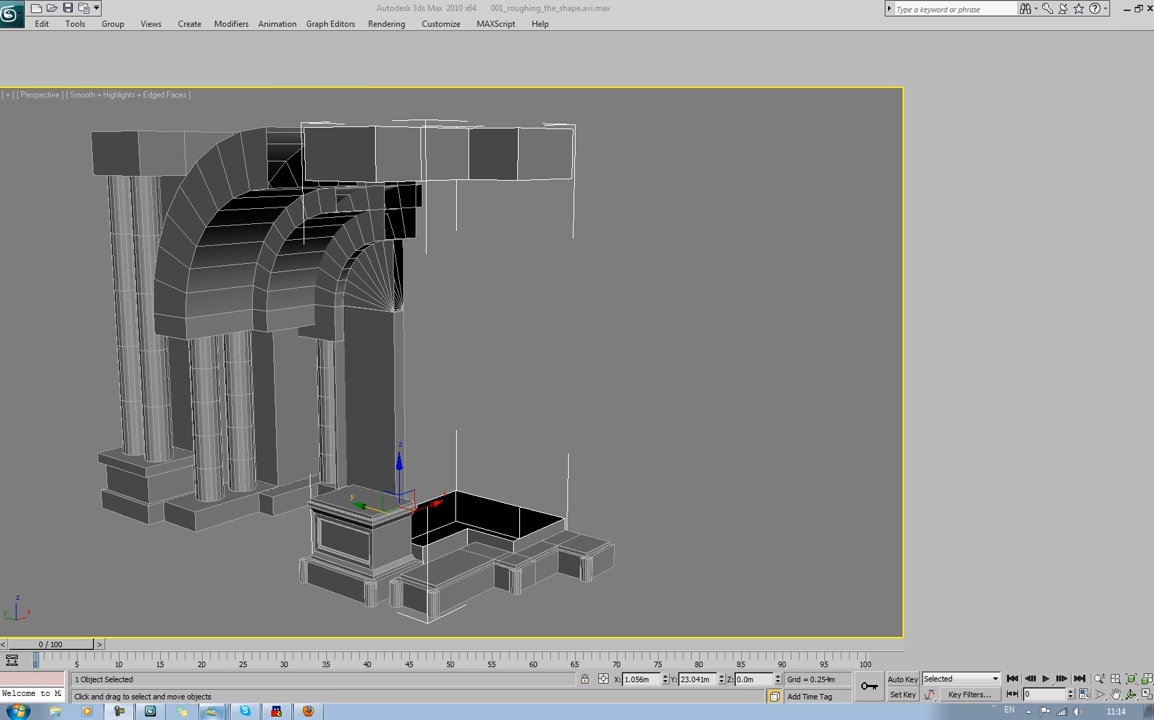 Autodesk 3ds Max 2010 x64 001_roughing_the_shape.avi.max
Type a keyword or phrase
Edit Tools Group Views Create Modifiers Animation Graph Editors Rendering Customize MAXScript Help
[ + ] [ Perspective ] [ Smooth + Highlights + Edged Faces ]
z
y
x
z
y x
< 0 / 100 >
0 5 10 15 20 25 30 35 40 45 50 55 60 65 70 75 80 85 90 95 100
1 Object Selected X: 1.056m Y: 23.041m Z: 0.0m Grid = 0.254m Auto Key Selected
Welcome to M Click and drag to select and move objects Add Time Tag Set Key Key Filters... 0
EN 11:14